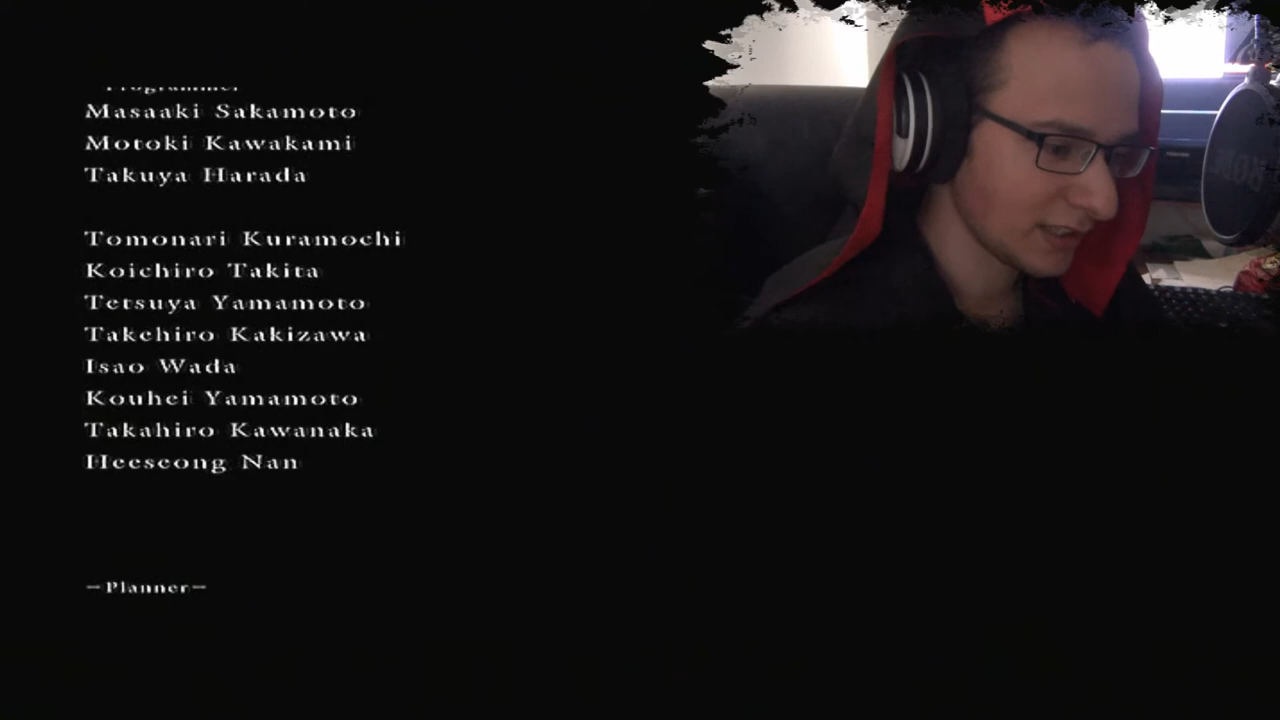 -Programmer-
Masaaki Sakamoto
Motoki Kawakami
Takuya Harada
Tomonari Kuramochi
Koichiro Takita
Tetsuya Yamamoto
Takehiro Kakizawa
Isao Wada
Kouhei Yamamoto
Takahiro Kawanaka
Heeseong Nan
-Planner-